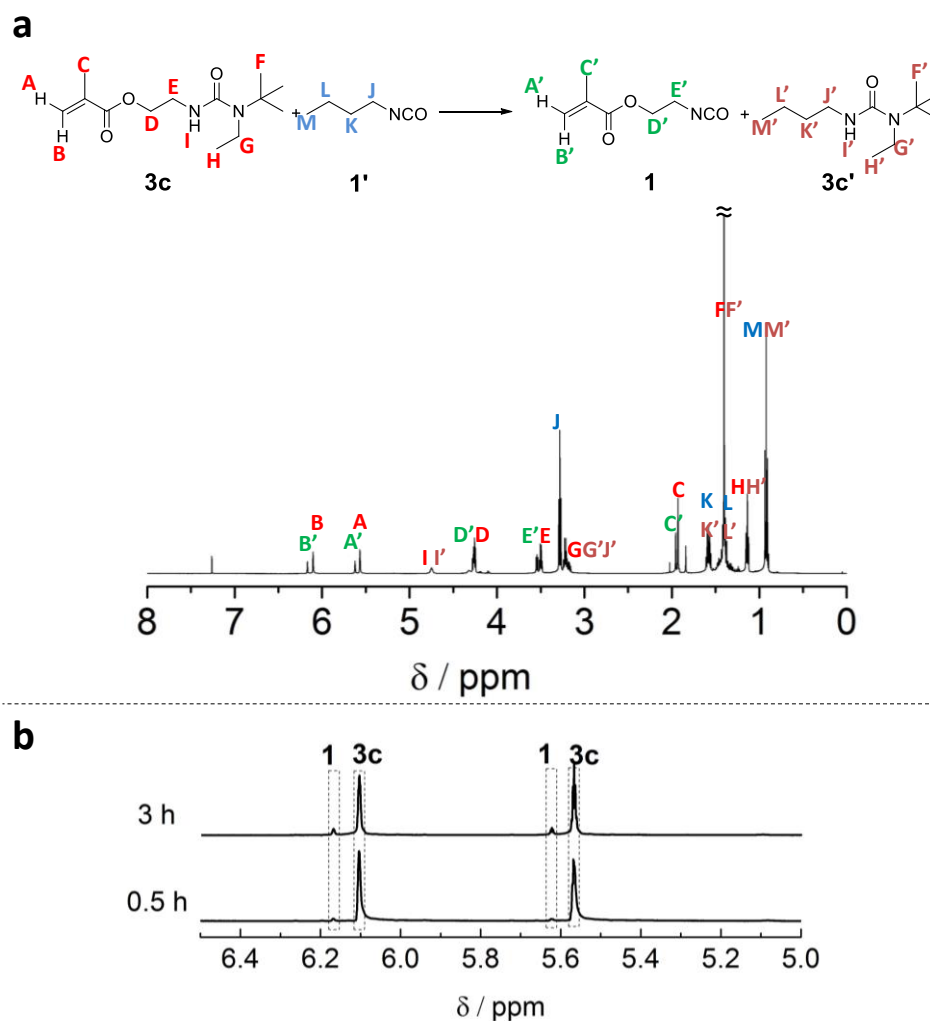 a
A H C O E O F
O N H N NCO
B H O D I H G
L J M K
3c 1'
A' H C' O E' NCO
B' H O D'
L' J' O F'
M' K' N H I' N G' H'
1 3c'
≈
F F' M M'
J
K L H H'
C K' L'
B A C'
B' A' I I' D' D E' E G G' J'
8 7 6 5 4 3 2 1 0
δ / ppm
b
1 3c 1 3c
3 h
0.5 h
6.4 6.2 6.0 5.8 5.6 5.4 5.2 5.0
δ / ppm